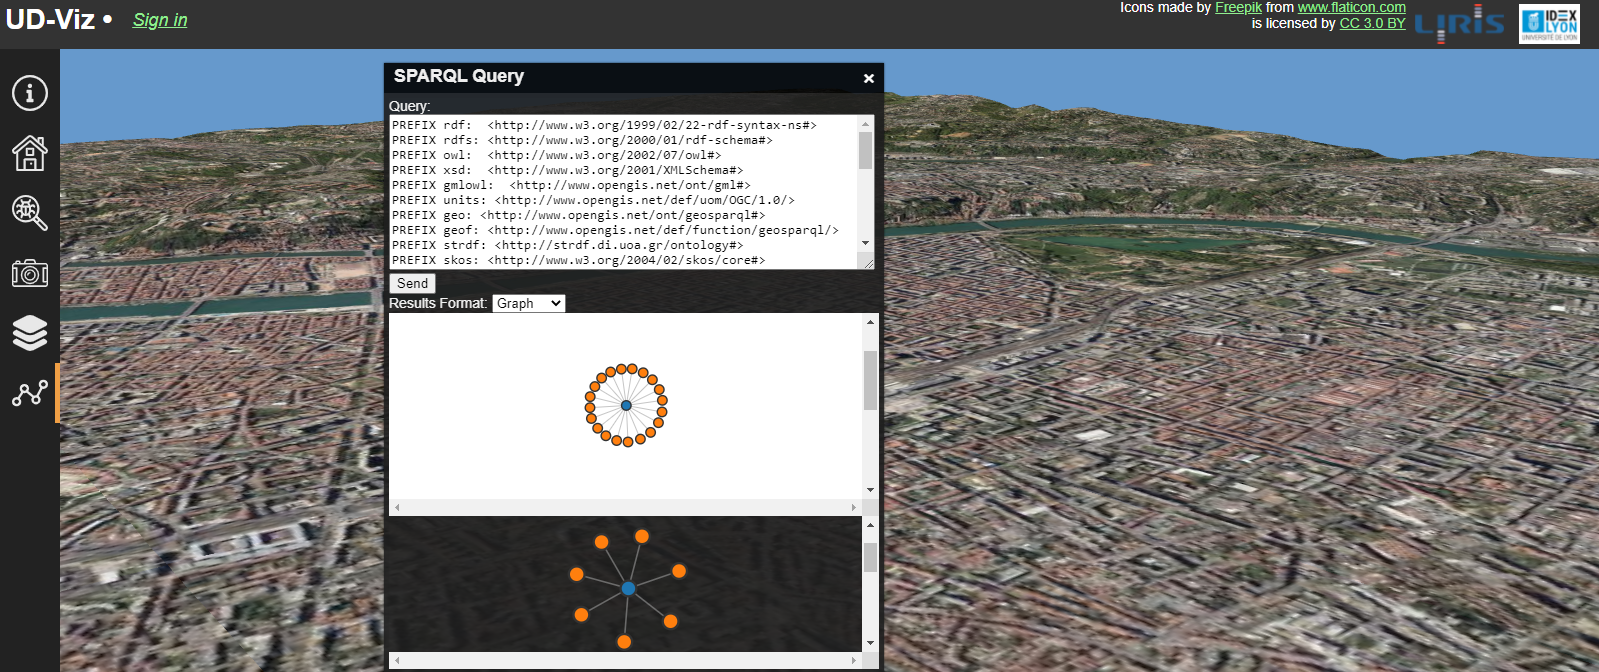 UD-Viz •
Sign in
Icons made by Freepik from www.flaticon.com
is licensed by CC 3.0 BY
LIRIS
IDEX
LYON
UNIVERSITÉ DE LYON
SPARQL Query
×
Query:
PREFIX rdf:  <http://www.w3.org/1999/02/22-rdf-syntax-ns#>
PREFIX rdfs: <http://www.w3.org/2000/01/rdf-schema#>
PREFIX owl:  <http://www.w3.org/2002/07/owl#>
PREFIX xsd:  <http://www.w3.org/2001/XMLSchema#>
PREFIX gmlowl:  <http://www.opengis.net/ont/gml#>
PREFIX units: <http://www.opengis.net/def/uom/OGC/1.0/>
PREFIX geo: <http://www.opengis.net/ont/geosparql#>
PREFIX geof: <http://www.opengis.net/def/function/geosparql/>
PREFIX strdf: <http://strdf.di.uoa.gr/ontology#>
PREFIX skos: <http://www.w3.org/2004/02/skos/core#>
Send
Results Format: Graph